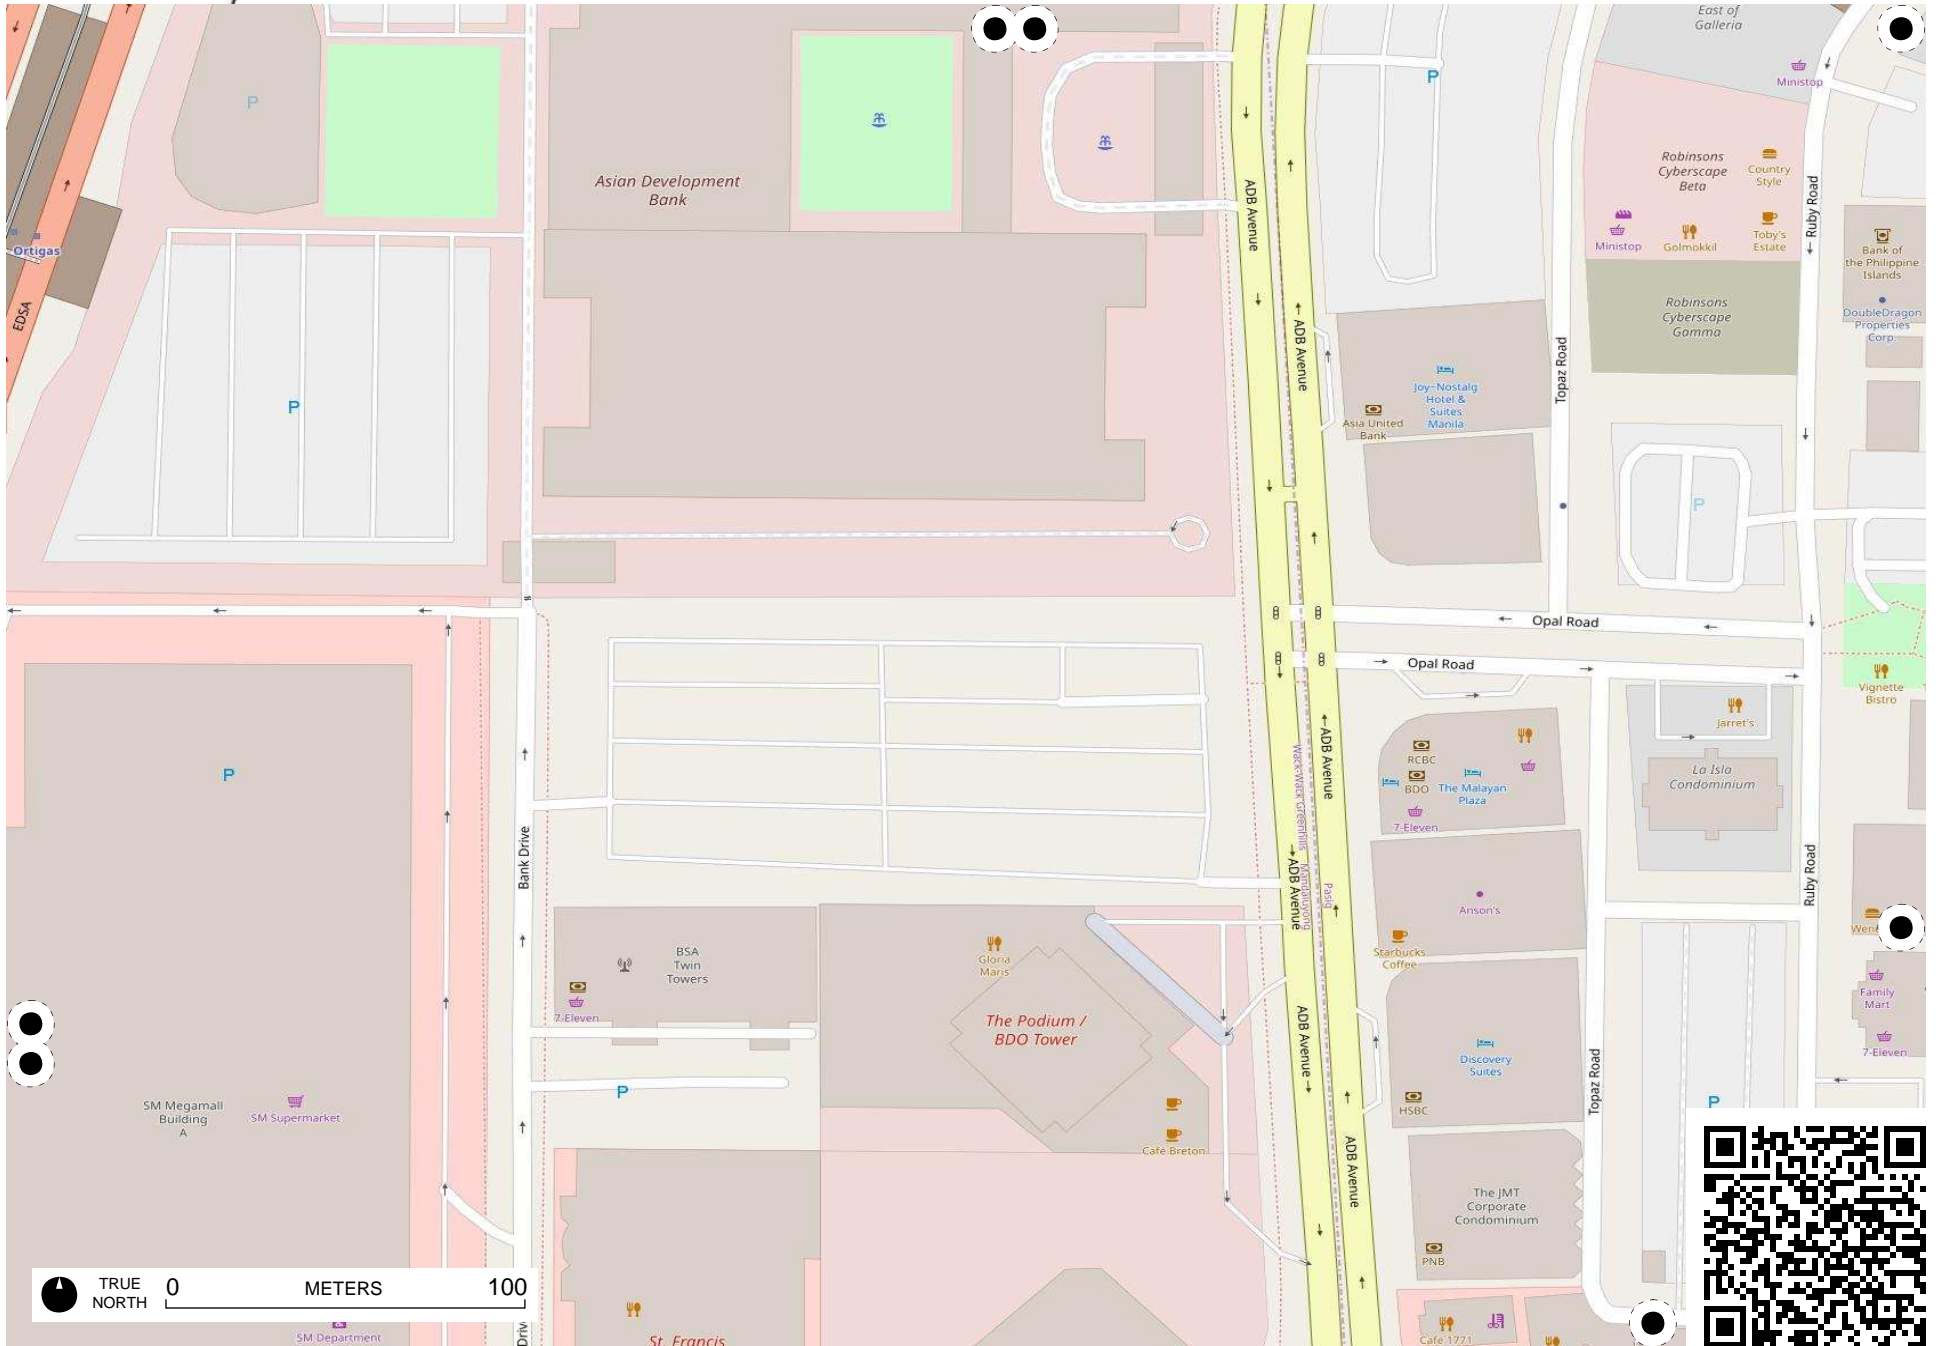 East of
Galleria
Ministop
P
P
Robinsons
Cyberscape
Beta
Country
Style
Asian Development
Bank
ADB Avenue
Ruby Road
Ministop
Golmokkil
Toby's
Estate
Ortigas
EDSA
Bank of
the Philippine
Islands
Robinsons
Cyberscape
Gamma
DoubleDragon
Properties
Corp.
ADB Avenue
Topaz Road
Joy~Nostalg
Hotel &
Suites
Manila
P
Asia United
Bank
P
Opal Road
Opal Road
Vignette
Bistro
Jarret's
ADB Avenue
Wack-Wack Greenhills
RCBC
BDO
The Malayan
Plaza
7-Eleven
La Isla
Condominium
P
Bank Drive
ADB Avenue
Mandaluyong
Pasig
Ruby Road
Anson's
Starbucks
Coffee
Gloria
Maris
BSA
Twin
Towers
7-Eleven
The Podium /
BDO Tower
ADB Avenue
Discovery
Suites
HSBC
Topaz Road
Family
Mart
7-Eleven
P
P
SM Megamall
Building
A
SM Supermarket
Café Breton
ADB Avenue
The JMT
Corporate
Condominium
PNB
TRUE
NORTH
0 METERS 100
SM Department
St. Francis
Cafe 1771